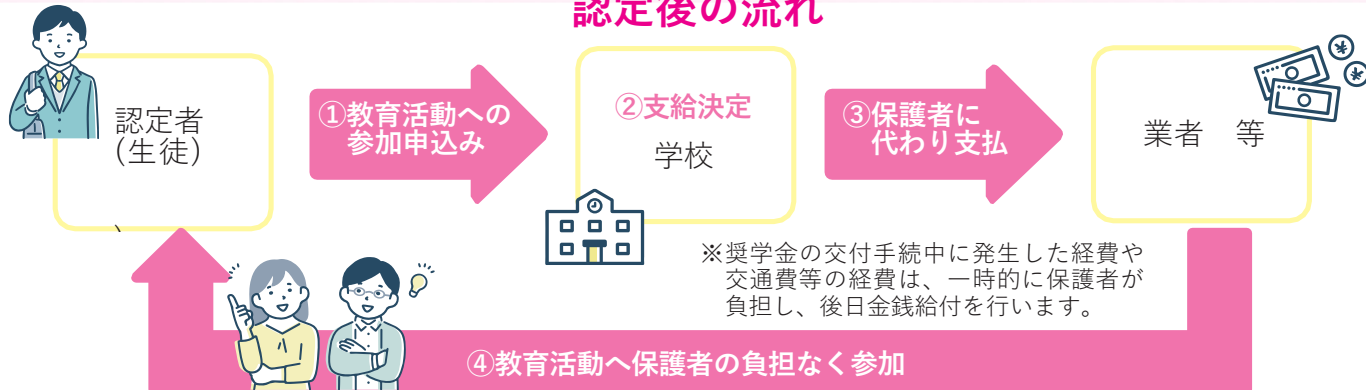 認定後の流れ
認定者
(生徒)
①教育活動への
参加申込み
②支給決定
学校
③保護者に
代わり支払
業者　等
※奨学金の交付手続中に発生した経費や
交通費等の経費は、一時的に保護者が
負担し、後日金銭給付を行います。
④教育活動へ保護者の負担なく参加